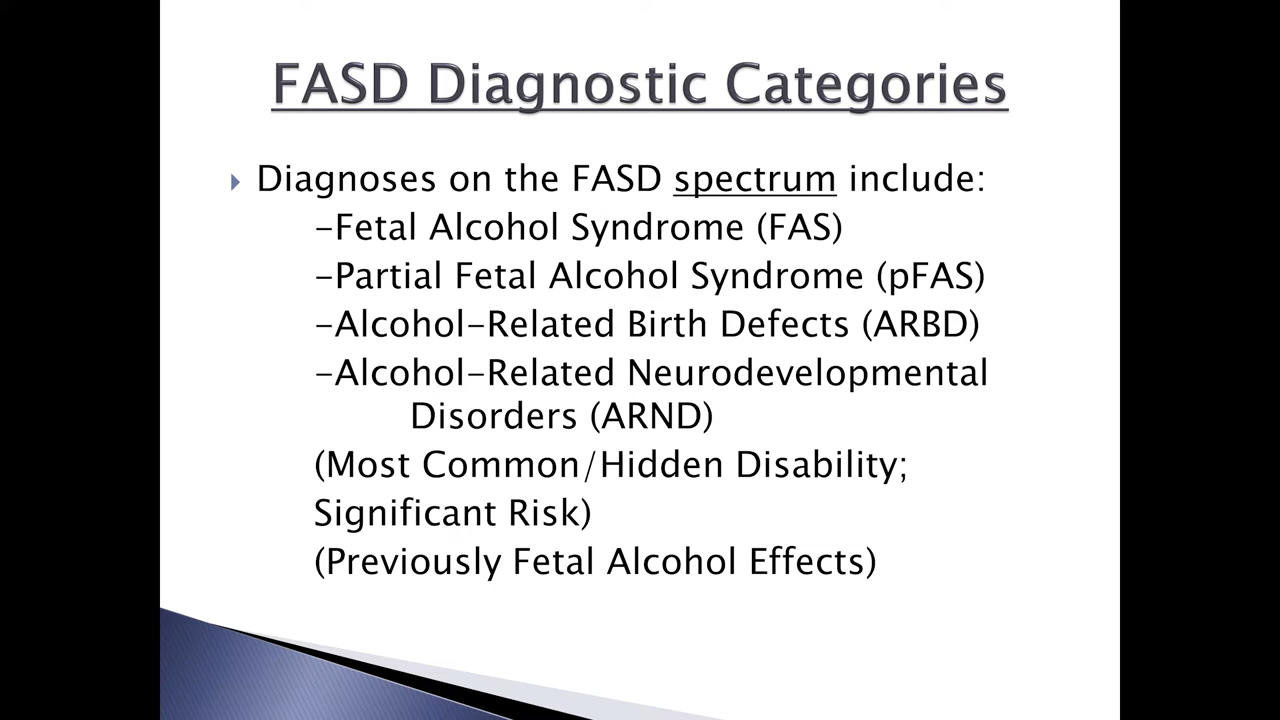 FASD Diagnostic Categories
Diagnoses on the FASD spectrum include:
-Fetal Alcohol Syndrome (FAS)
-Partial Fetal Alcohol Syndrome (pFAS)
-Alcohol-Related Birth Defects (ARBD)
-Alcohol-Related Neurodevelopmental
Disorders (ARND)
(Most Common/Hidden Disability;
Significant Risk)
(Previously Fetal Alcohol Effects)